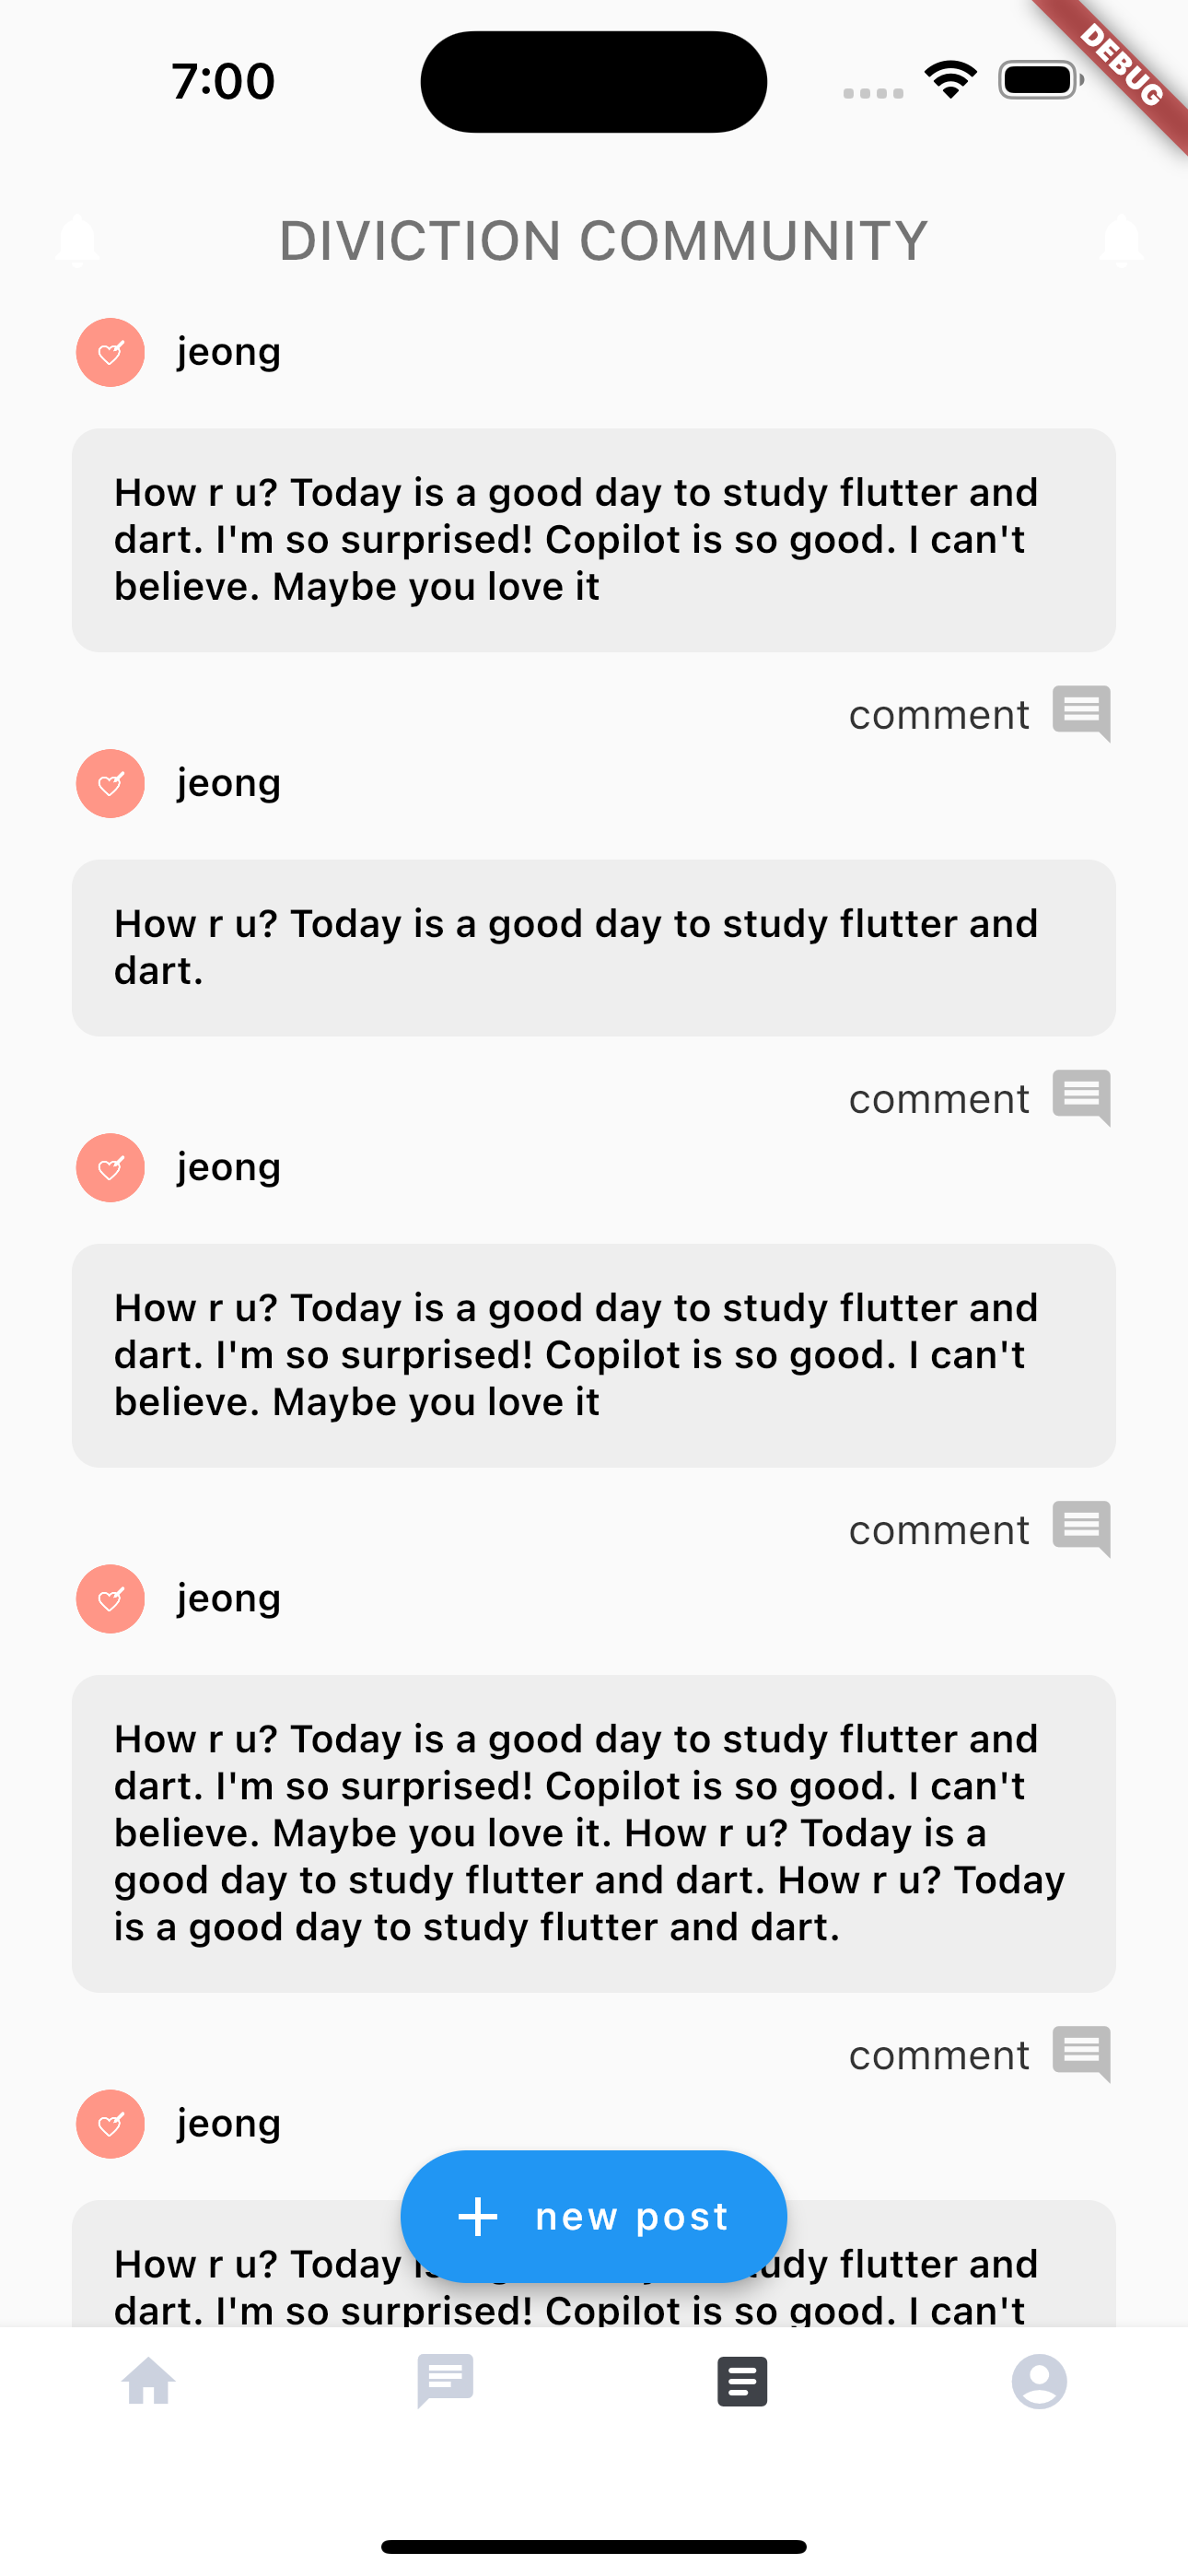 7:00
DEBUG
DIVICTION COMMUNITY
jeong
How r u? Today is a good day to study flutter and
dart. I'm so surprised! Copilot is so good. I can't
believe. Maybe you love it
comment
jeong
How r u? Today is a good day to study flutter and
dart.
comment
jeong
How r u? Today is a good day to study flutter and
dart. I'm so surprised! Copilot is so good. I can't
believe. Maybe you love it
comment
jeong
How r u? Today is a good day to study flutter and
dart. I'm so surprised! Copilot is so good. I can't
believe. Maybe you love it. How r u? Today is a
good day to study flutter and dart. How r u? Today
is a good day to study flutter and dart.
comment
jeong
new post
How r u? Today flutter and
dart. I'm so surprised! Copilot is so good. I can't